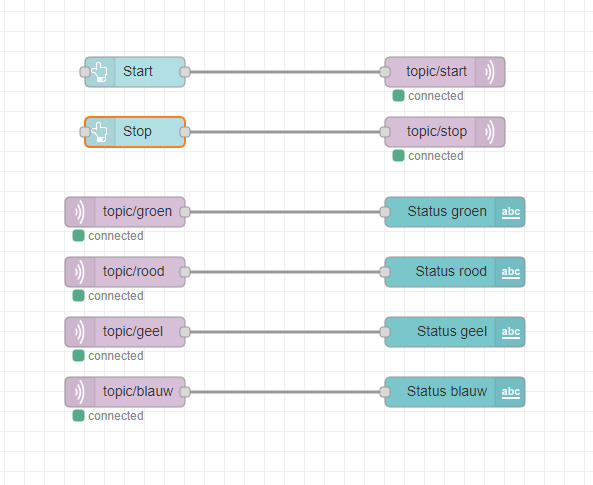 Start
topic/start
connected
Stop
topic/stop
connected
topic/groen
Status groen
abc
connected
topic/rood
Status rood
abc
connected
topic/geel
Status geel
abc
connected
topic/blauw
Status blauw
abc
connected